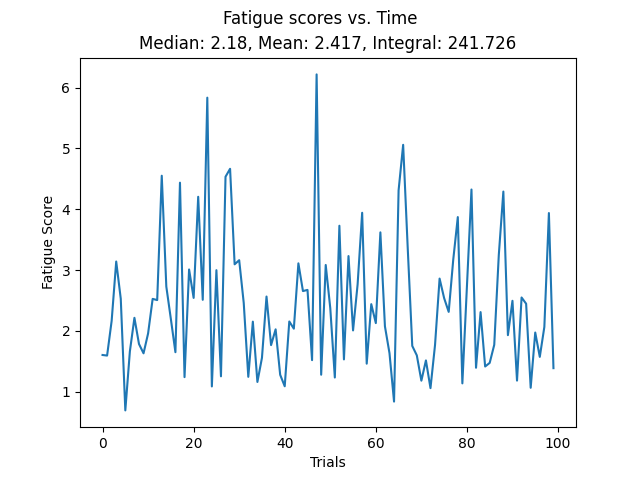 Fatigue scores vs. Time
Median: 2.18, Mean: 2.417, Integral: 241.726
6
5
4
3
2
1
Fatigue Score
0 20 40 60 80 100
Trials